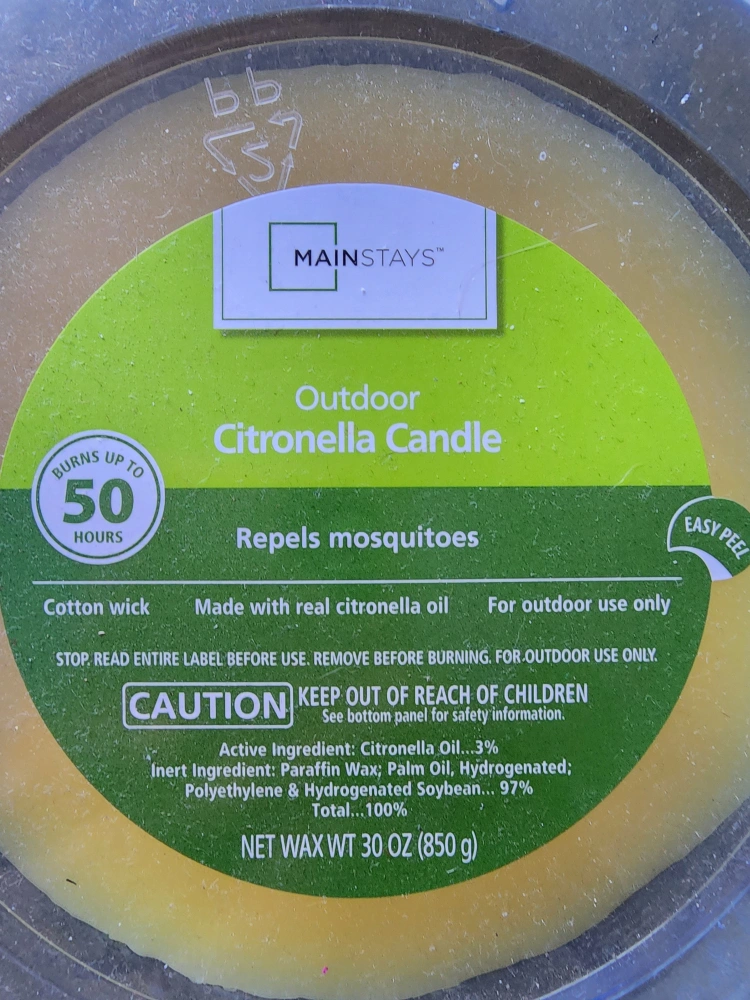 PP
5
MAINSTAYS™
Outdoor
Citronella Candle
BURNS UP TO
50
HOURS
Repels mosquitoes
EASY PEEL
Cotton wick Made with real citronella oil For outdoor use only
STOP. READ ENTIRE LABEL BEFORE USE. REMOVE BEFORE BURNING. FOR OUTDOOR USE ONLY.
CAUTION KEEP OUT OF REACH OF CHILDREN
See bottom panel for safety information.
Active Ingredient: Citronella Oil...3%
Inert Ingredient: Paraffin Wax; Palm Oil, Hydrogenated;
Polyethylene & Hydrogenated Soybean... 97%
Total...100%
NET WAX WT 30 OZ (850 g)